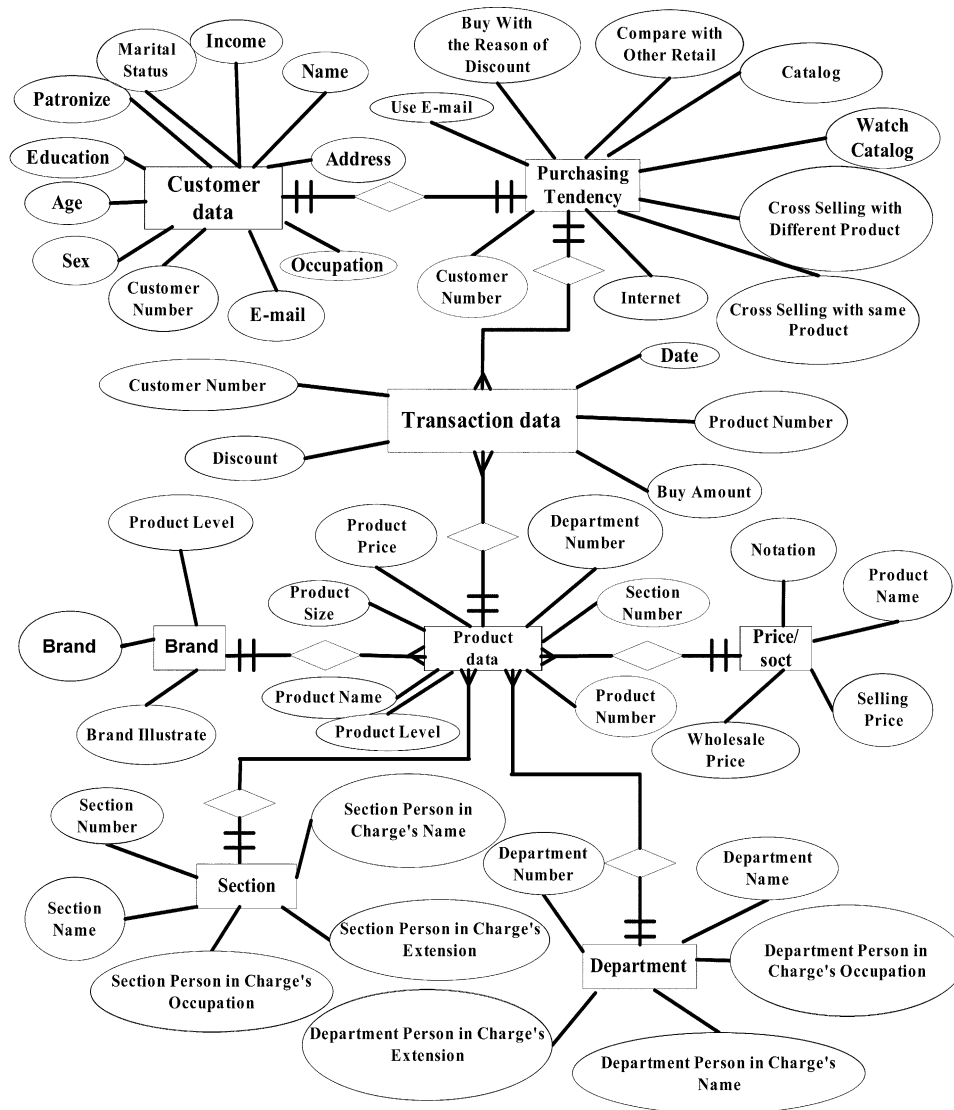 Income
Marital
Status
Name
Patronize
Education
Address
Customer
data
Age
Sex
Customer
Number
E-mail
Occupation
Buy With
the Reason of
Discount
Compare with
Other Retail
Catalog
Use E-mail
Watch
Catalog
Purchasing
Tendency
Cross Selling with
Different Product
Customer
Number
Internet
Cross Selling with same
Product
Date
Customer Number
Transaction data
Product Number
Discount
Buy Amount
Product Level
Product
Price
Department
Number
Notation
Product
Name
Product
Size
Section
Number
Brand
Brand
Product
data
Price/
soct
Product Name
Product
Number
Selling
Price
Brand Illustrate
Product Level
Wholesale
Price
Section
Number
Section Person in
Charge's Name
Department
Number
Department
Name
Section
Section
Name
Section Person in Charge's
Extension
Department
Department Person in
Charge's Occupation
Section Person in Charge's
Occupation
Department Person in Charge's
Extension
Department Person in Charge's
Name